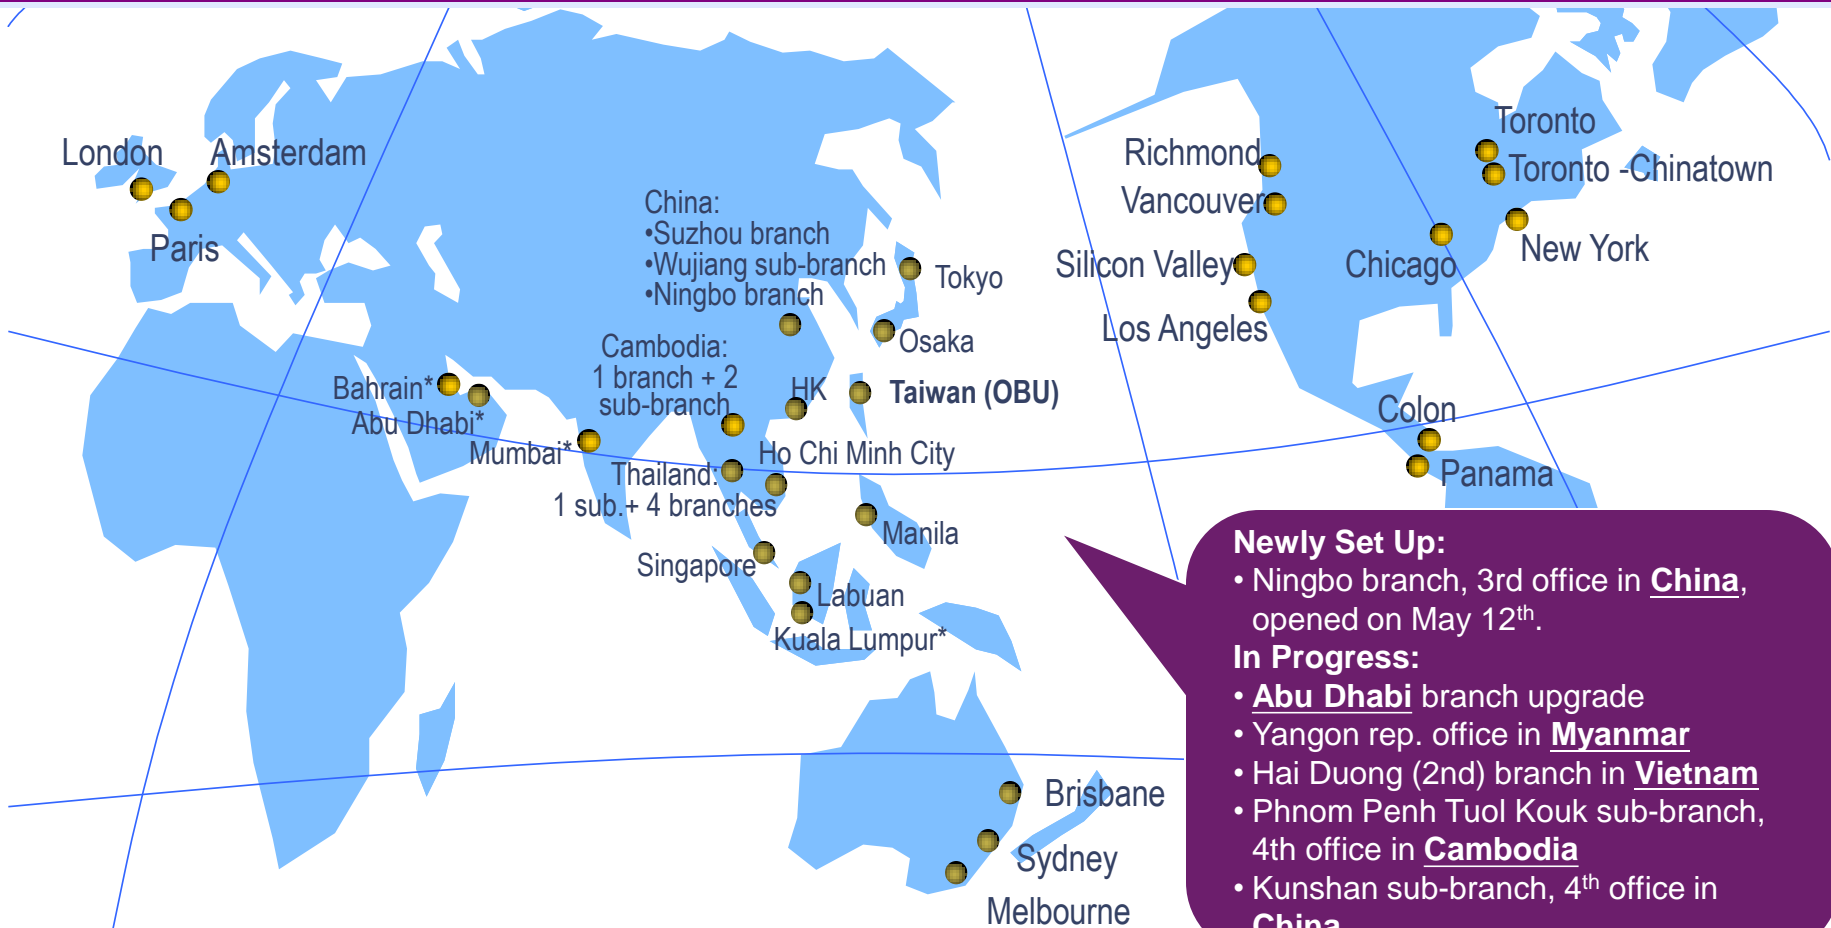 London
Amsterdam
Paris
China:
•Suzhou branch
•Wujiang sub-branch
•Ningbo branch
Tokyo
Osaka
Cambodia:
1 branch + 2
sub-branch
HK
Taiwan (OBU)
Bahrain*
Abu Dhabi*
Mumbai*
Ho Chi Minh City
Thailand:
1 sub.+ 4 branches
Manila
Singapore
Labuan
Kuala Lumpur*
Brisbane
Sydney
Melbourne
Richmond
Vancouver
Silicon Valley
Los Angeles
Toronto
Toronto -Chinatown
Chicago
New York
Colon
Panama
Newly Set Up:
• Ningbo branch, 3rd office in China,
opened on May 12th.
In Progress:
• Abu Dhabi branch upgrade
• Yangon rep. office in Myanmar
• Hai Duong (2nd) branch in Vietnam
• Phnom Penh Tuol Kouk sub-branch,
4th office in Cambodia
• Kunshan sub-branch, 4th office in
China